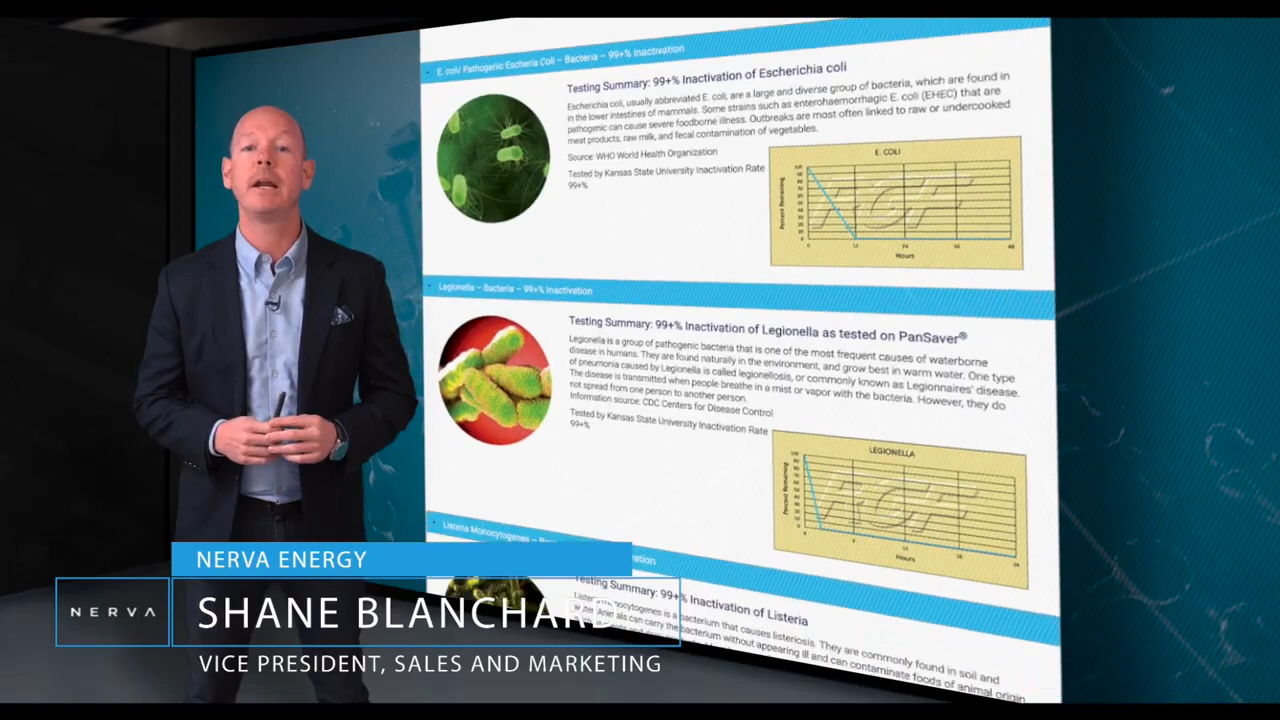 E. coli/ Pathogenic Escheria Coli – Bacteria – 99+% Inactivation
Testing Summary: 99+% Inactivation of Escherichia coli
Escherichia coli, usually abbreviated E. coli, are a large and diverse group of bacteria, which are found in
in the lower intestines of mammals. Some strains such as enterohaemorrhagic E. coli (EHEC) that are
pathogenic can cause severe foodborne illness. Outbreaks are most often linked to raw or undercooked
meat products, raw milk, and fecal contamination of vegetables.
Source: WHO World Health Organization
Tested by Kansas State University Inactivation Rate
99+%
E. COLI
Percent Remaining
0 12 24 36 48
Hours
Legionella – Bacteria – 99+% Inactivation
Testing Summary: 99+% Inactivation of Legionella as tested on PanSaver®
Legionella is a group of pathogenic bacteria that is one of the most frequent causes of waterborne
disease in humans. They are found naturally in the environment, and grow best in warm water. One type
of pneumonia caused by Legionella is called legionellosis, or commonly known as Legionnaires' disease.
The disease is transmitted when people breathe in a mist or vapor with the bacteria. However, they do
not spread from one person to another person.
Information source: CDC Centers for Disease Control
Tested by Kansas State University Inactivation Rate
99+%
LEGIONELLA
Percent Remaining
Hours
Listeria Monocytogenes –
Testing Summary: 99+% Inactivation of Listeria
is a bacterium that causes listeriosis. They are commonly found in soil and
can carry the bacterium without appearing ill and can contaminate foods of animal origin
NERVA ENERGY
NERVA
SHANE BLANCHARD
VICE PRESIDENT, SALES AND MARKETING